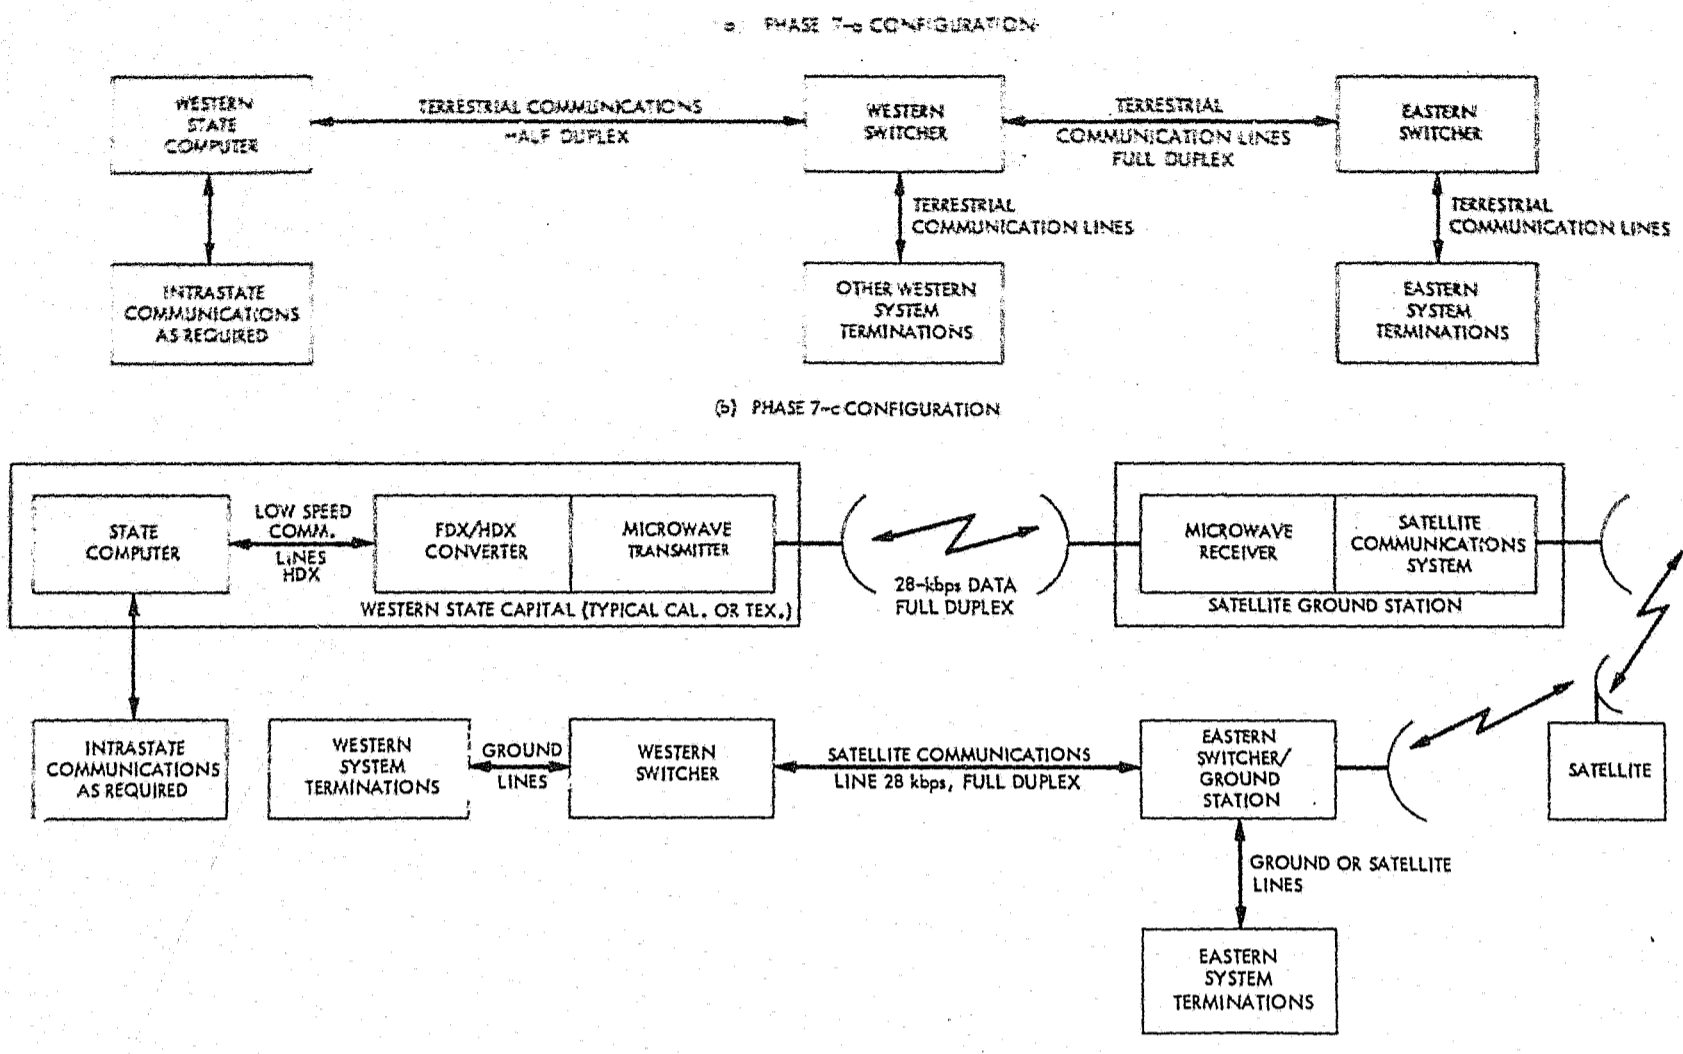 a) PHASE 7-a CONFIGURATION
WESTERN
STATE
COMPUTER
TERRESTRIAL COMMUNICATIONS
HALF DUPLEX
WESTERN
SWITCHER
TERRESTRIAL
COMMUNICATION LINES
FULL DUPLEX
EASTERN
SWITCHER
TERRESTRIAL
COMMUNICATION LINES
TERRESTRIAL
COMMUNICATION LINES
INTRASTATE
COMMUNICATIONS
AS REQUIRED
OTHER WESTERN
SYSTEM
TERMINATIONS
EASTERN
SYSTEM
TERMINATIONS
(b) PHASE 7-c CONFIGURATION
STATE
COMPUTER
LOW SPEED
COMM.
LINES
HDX
FDX/HDX
CONVERTER
MICROWAVE
TRANSMITTER
WESTERN STATE CAPITAL (TYPICAL CAL. OR TEX.)
28-kbps DATA
FULL DUPLEX
MICROWAVE
RECEIVER
SATELLITE
COMMUNICATIONS
SYSTEM
SATELLITE GROUND STATION
INTRASTATE
COMMUNICATIONS
AS REQUIRED
WESTERN
SYSTEM
TERMINATIONS
GROUND
LINES
WESTERN
SWITCHER
SATELLITE COMMUNICATIONS
LINE 28 kbps, FULL DUPLEX
EASTERN
SWITCHER/
GROUND
STATION
SATELLITE
GROUND OR SATELLITE
LINES
EASTERN
SYSTEM
TERMINATIONS